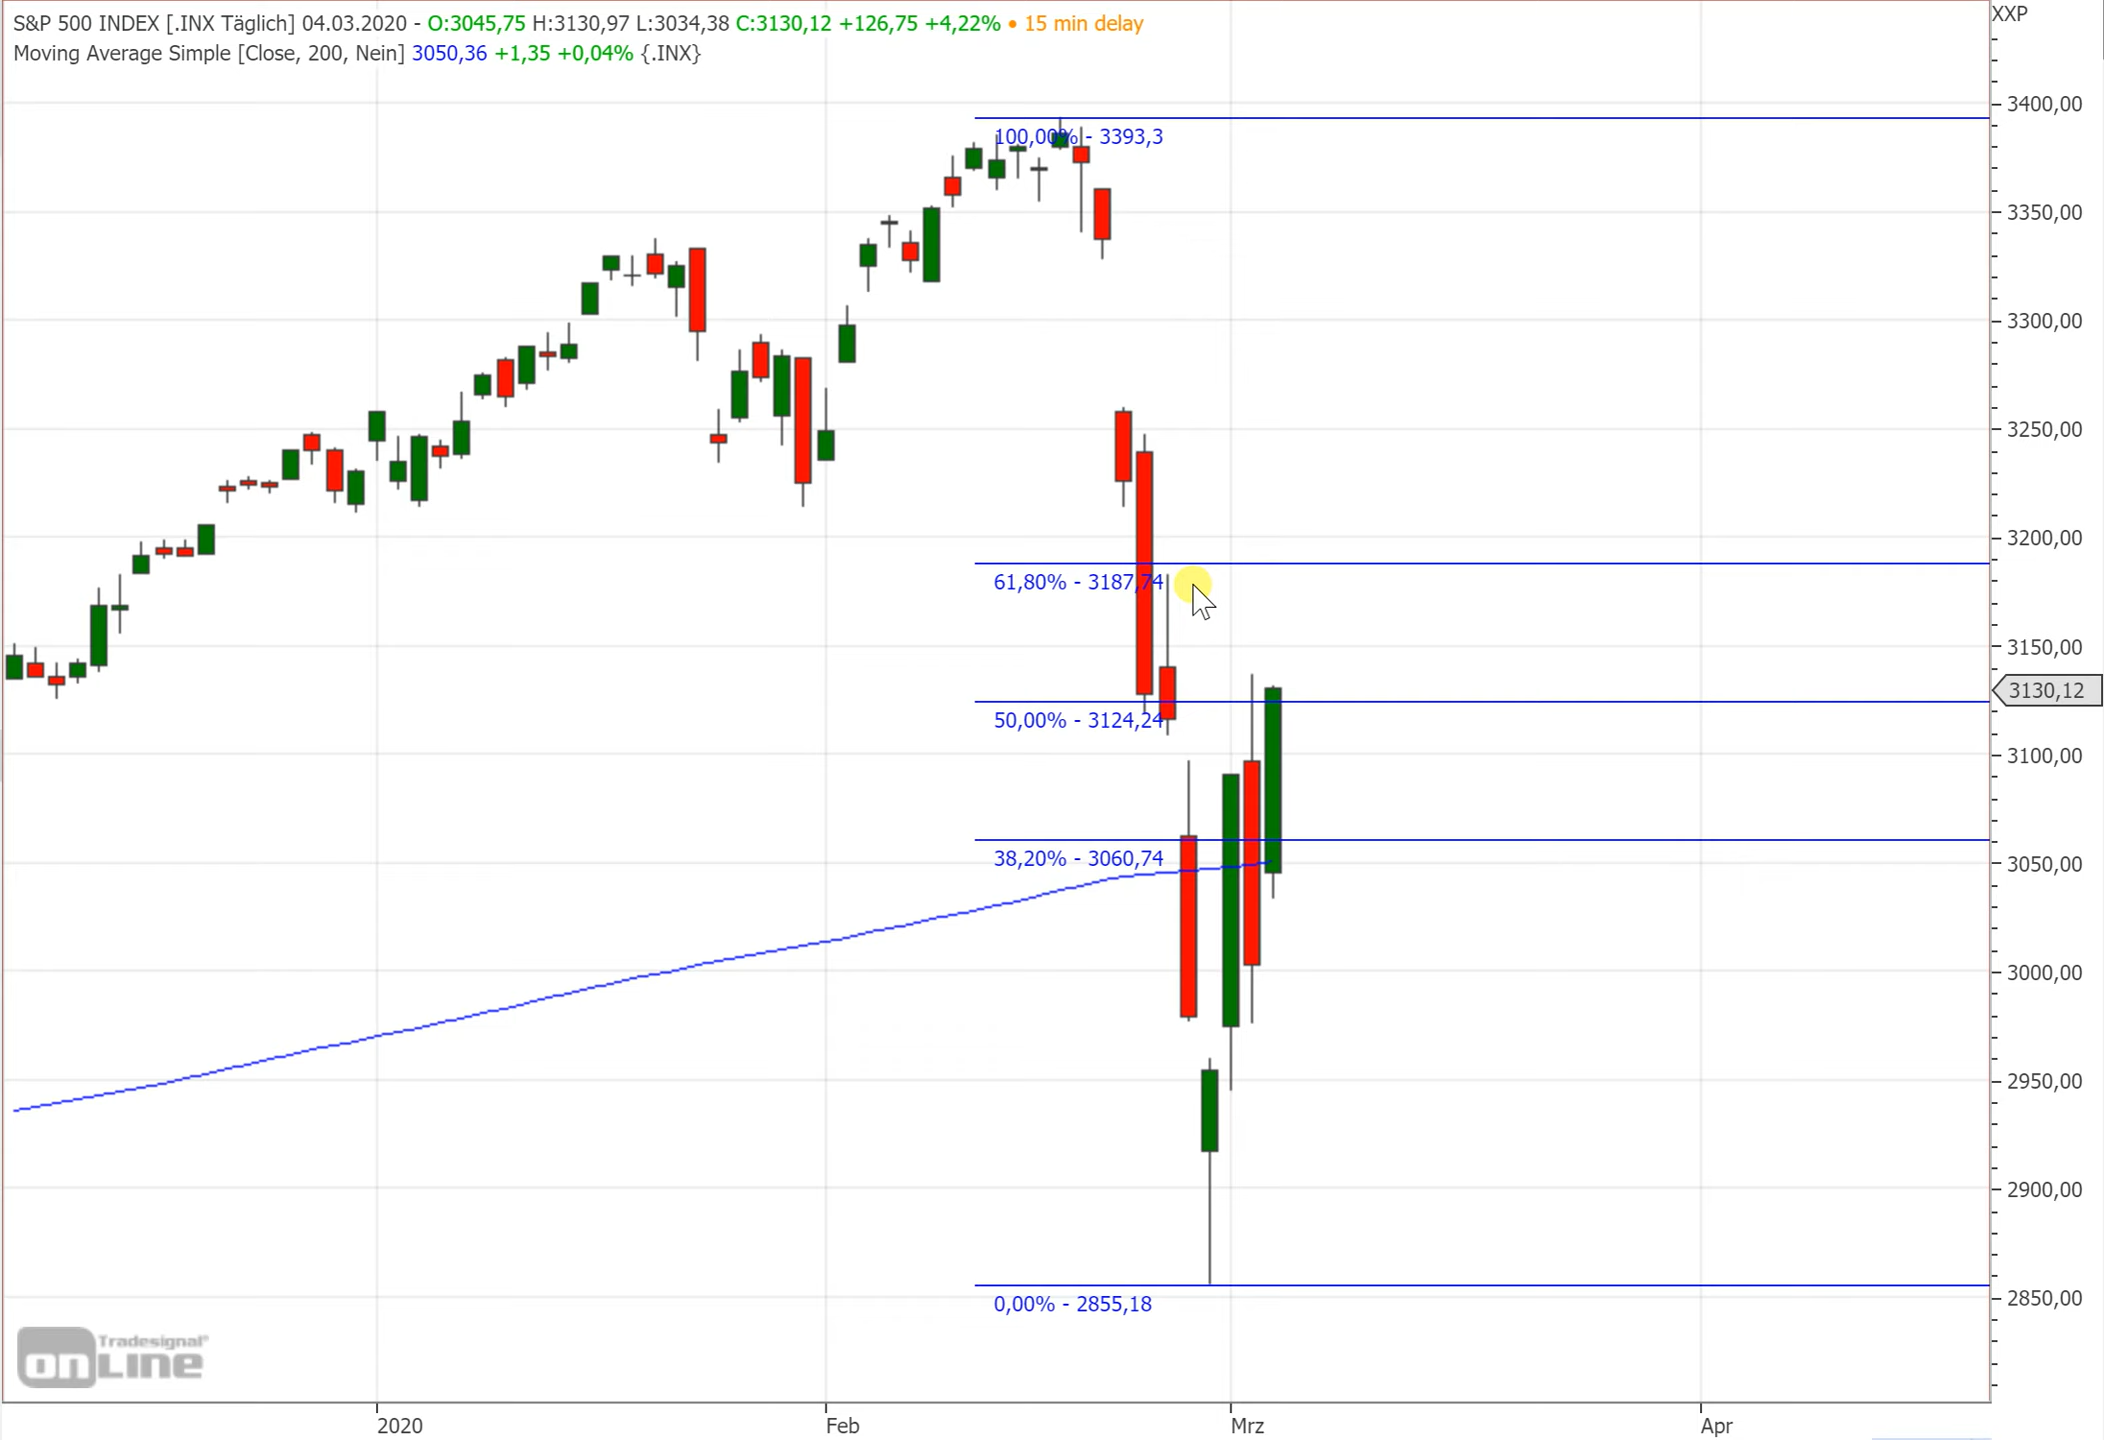 S&P 500 INDEX [.INX Täglich] 04.03.2020 - O:3045,75 H:3130,97 L:3034,38 C:3130,12 +126,75 +4,22% • 15 min delay
Moving Average Simple [Close, 200, Nein] 3050,36 +1,35 +0,04% {.INX}
XXP
3400,00
100,00% - 3393,3
3350,00
3300,00
3250,00
3200,00
61,80% - 3187,74
3150,00
3130,12
50,00% - 3124,24
3100,00
38,20% - 3060,74
3050,00
3000,00
2950,00
2900,00
0,00% - 2855,18
2850,00
Tradesignal®
onLINE
2020 Feb Mrz Apr